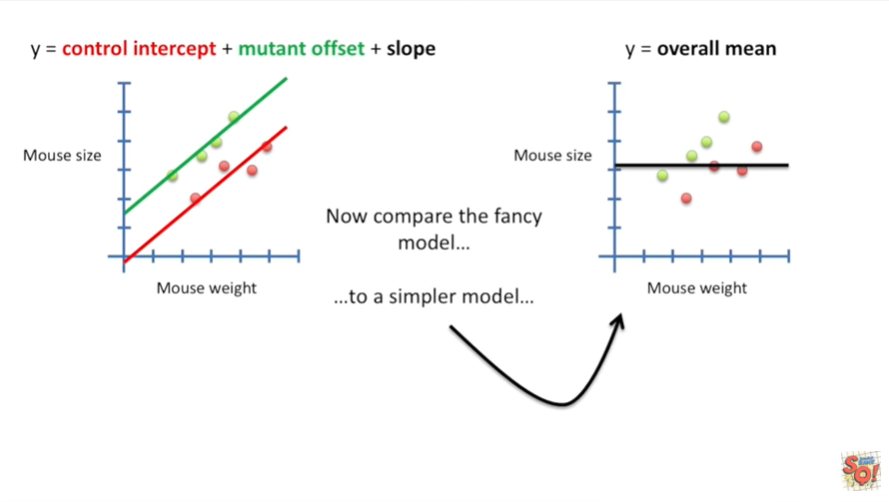 y = control intercept + mutant offset + slope
y = overall mean
Mouse size
Mouse size
Now compare the fancy
model...
Mouse weight
Mouse weight
...to a simpler model...